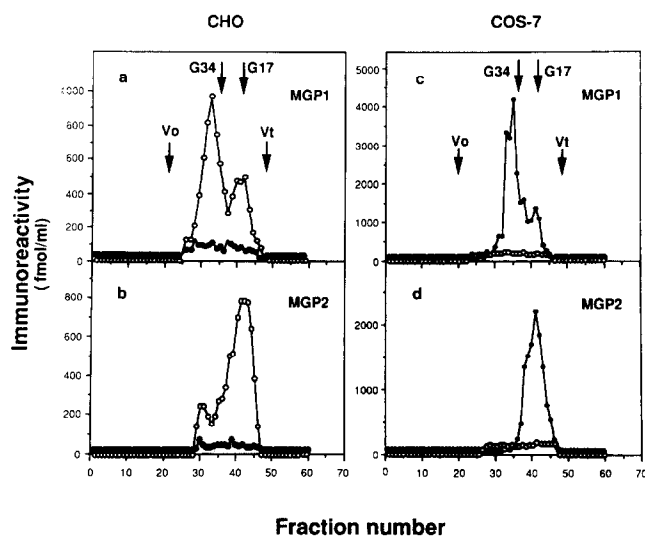 CHO
COS-7
a
G34
G17
MGP1
Vo
Vt
800
600
400
200
0
c
G34
G17
MGP1
Vo
Vt
5000
4000
3000
2000
1000
0
b
MGP2
800
600
400
200
0
0 10 20 30 40 50 60 70
d
MGP2
2000
1000
0
0 10 20 30 40 50 60 70
Immunoreactivity
(fmol/ml)
Fraction number